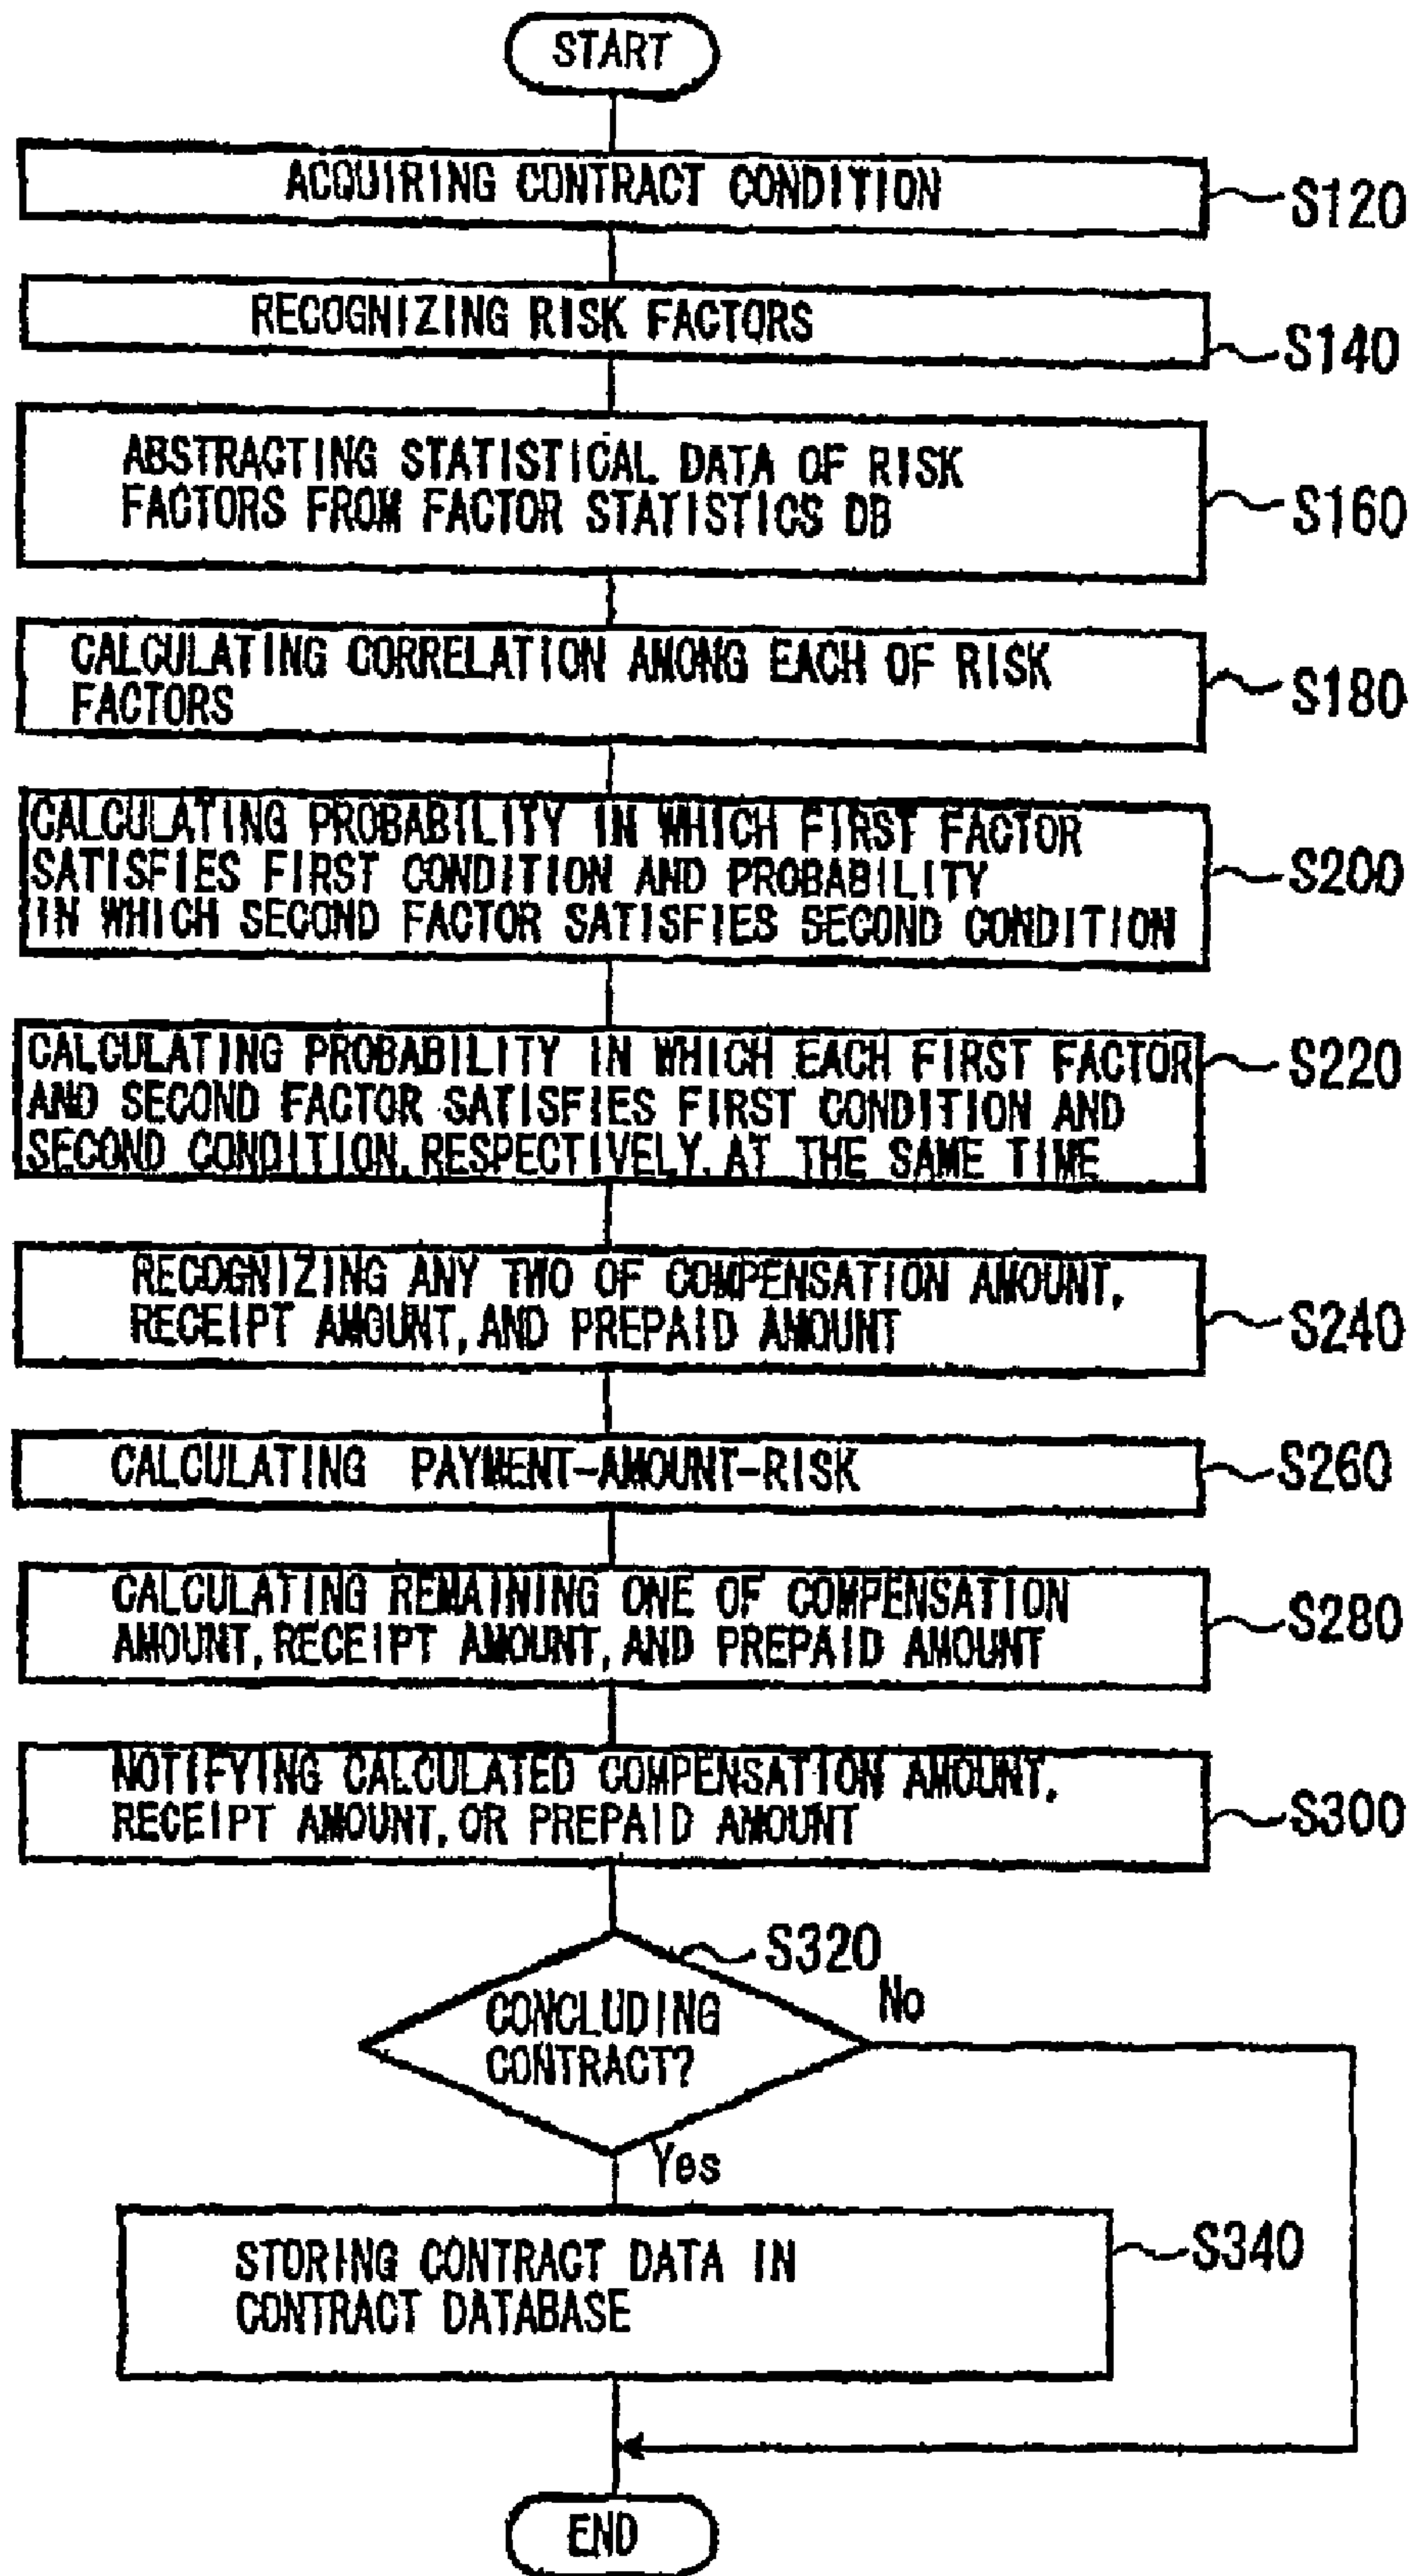 START
ACQUIRING CONTRACT CONDITION
S120
RECOGNIZING RISK FACTORS
S140
ABSTRACTING STATISTICAL DATA OF RISK
FACTORS FROM FACTOR STATISTICS DB
S160
CALCULATING CORRELATION AMONG EACH OF RISK
FACTORS
S180
CALCULATING PROBABILITY IN WHICH FIRST FACTOR
SATISFIES FIRST CONDITION AND PROBABILITY
IN WHICH SECOND FACTOR SATISFIES SECOND CONDITION
S200
CALCULATING PROBABILITY IN WHICH EACH FIRST FACTOR
AND SECOND FACTOR SATISFIES FIRST CONDITION AND
SECOND CONDITION, RESPECTIVELY, AT THE SAME TIME
S220
RECOGNIZING ANY TWO OF COMPENSATION AMOUNT,
RECEIPT AMOUNT, AND PREPAID AMOUNT
S240
CALCULATING PAYMENT-AMOUNT-RISK
S260
CALCULATING REMAINING ONE OF COMPENSATION
AMOUNT, RECEIPT AMOUNT, AND PREPAID AMOUNT
S280
NOTIFYING CALCULATED COMPENSATION AMOUNT,
RECEIPT AMOUNT, OR PREPAID AMOUNT
S300
S320
No
CONCLUDING
CONTRACT?
Yes
STORING CONTRACT DATA IN
CONTRACT DATABASE
S340
END